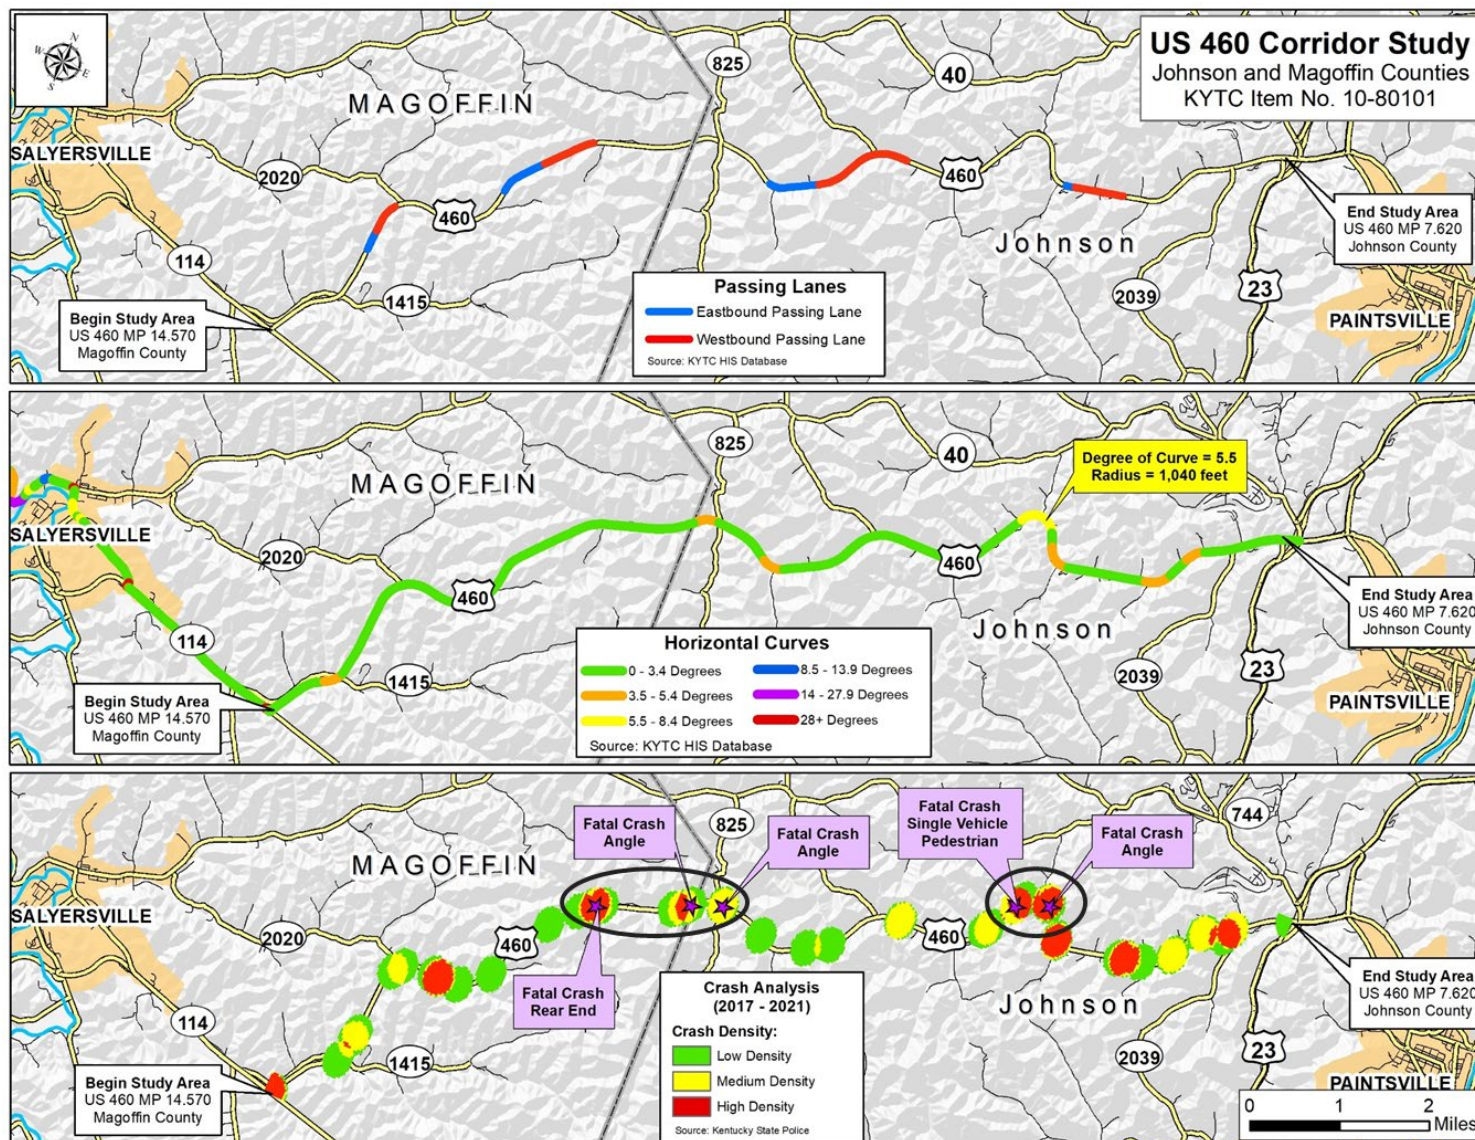 US 460 Corridor Study
Johnson and Magoffin Counties
KYTC Item No. 10-80101
N
W
E
S
MAGOFFIN
825
40
SALYERSVILLE
2020
460
460
114
1415
Johnson
2039
23
PAINTSVILLE
End Study Area
US 460 MP 7.620
Johnson County
Begin Study Area
US 460 MP 14.570
Magoffin County
Passing Lanes
Eastbound Passing Lane
Westbound Passing Lane
Source: KYTC HIS Database
MAGOFFIN
825
40
Degree of Curve = 5.5
Radius = 1,040 feet
SALYERSVILLE
2020
460
460
114
1415
Johnson
2039
23
PAINTSVILLE
End Study Area
US 460 MP 7.620
Johnson County
Begin Study Area
US 460 MP 14.570
Magoffin County
Horizontal Curves
0 - 3.4 Degrees
8.5 - 13.9 Degrees
3.5 - 5.4 Degrees
14 - 27.9 Degrees
5.5 - 8.4 Degrees
28+ Degrees
Source: KYTC HIS Database
Fatal Crash
Angle
825
Fatal Crash
Angle
Fatal Crash
Single Vehicle
Pedestrian
Fatal Crash
Angle
744
MAGOFFIN
SALYERSVILLE
2020
460
460
Fatal Crash
Rear End
114
1415
Johnson
2039
23
PAINTSVILLE
End Study Area
US 460 MP 7.620
Johnson County
Begin Study Area
US 460 MP 14.570
Magoffin County
Crash Analysis
(2017 - 2021)
Crash Density:
Low Density
Medium Density
High Density
Source: Kentucky State Police
0 1 2
Miles